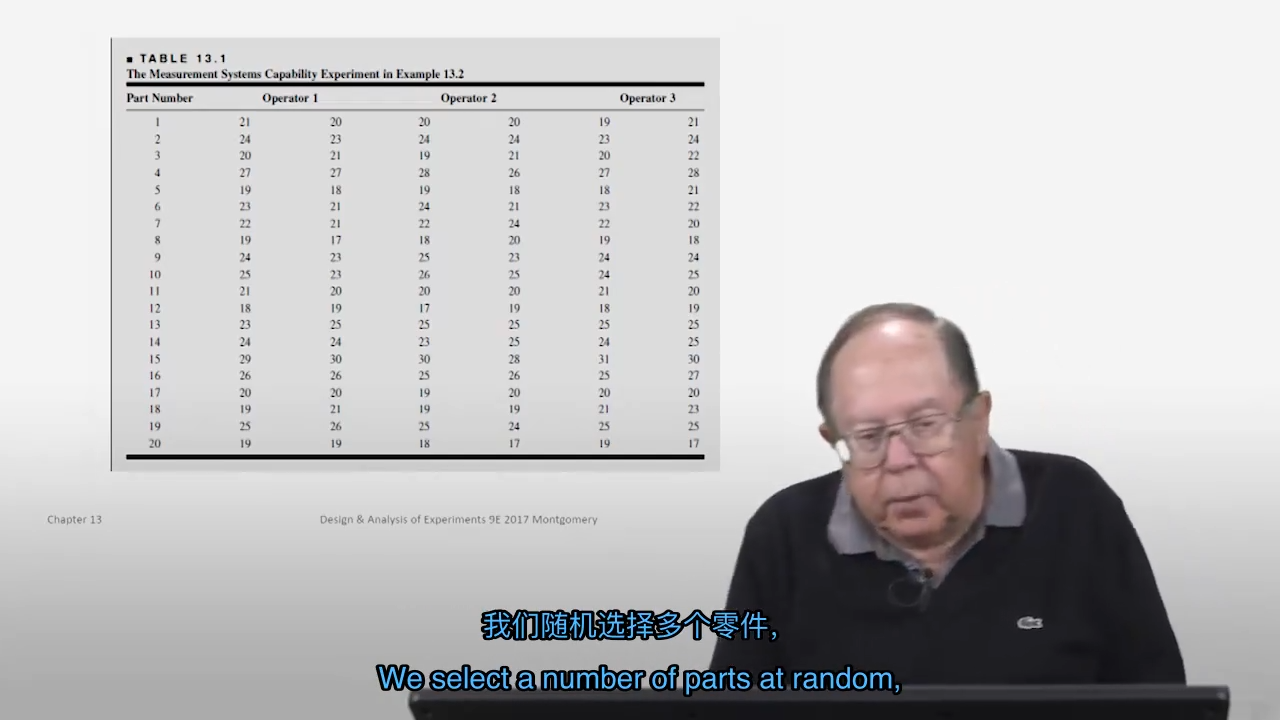 ■ TABLE 13.1
The Measurement Systems Capability Experiment in Example 13.2
Part Number Operator 1 Operator 2 Operator 3
1 21 20 20 20 19 21
2 24 23 24 24 23 24
3 20 21 19 21 20 22
4 27 27 28 26 27 28
5 19 18 19 18 18 21
6 23 21 24 21 23 22
7 22 21 22 24 22 20
8 19 17 18 20 19 18
9 24 23 25 23 24 24
10 25 23 26 25 24 25
11 21 20 20 20 21 20
12 18 19 17 19 18 19
13 23 25 25 25 25 25
14 24 24 23 25 24 25
15 29 30 30 28 31 30
16 26 26 25 26 25 27
17 20 20 19 20 20 20
18 19 21 19 19 21 23
19 25 26 25 24 25 25
20 19 19 18 17 19 17
Chapter 13 Design & Analysis of Experiments 9E 2017 Montgomery
我们随机选择多个零件，
We select a number of parts at random,